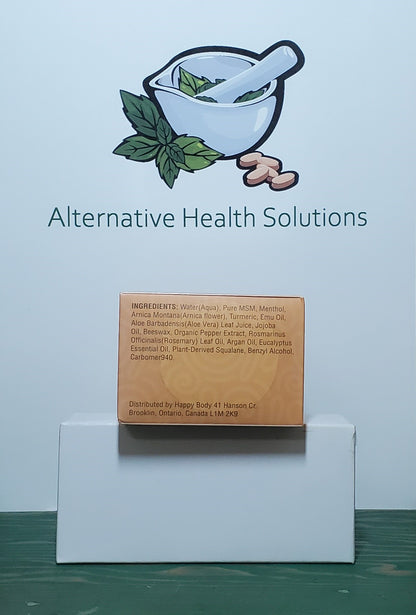 Alternative Health Solutions
INGREDIENTS: Water(Aqua), Pure MSM, Menthol,
Arnica Montana(Arnica flower), Turmeric, Emu Oil,
Aloe Barbadensis(Aloe Vera) Leaf Juice, Jojoba
Oil, Beeswax, Organic Pepper Extract, Rosmarinus
Officinalis(Rosemary) Leaf Oil, Argan Oil, Eucalyptus
Essential Oil, Plant-Derived Squalane, Benzyl Alcohol,
Carbomer940.
Distributed by Happy Body 41 Hanson Cr.
Brooklin, Ontario, Canada L1M 2K9